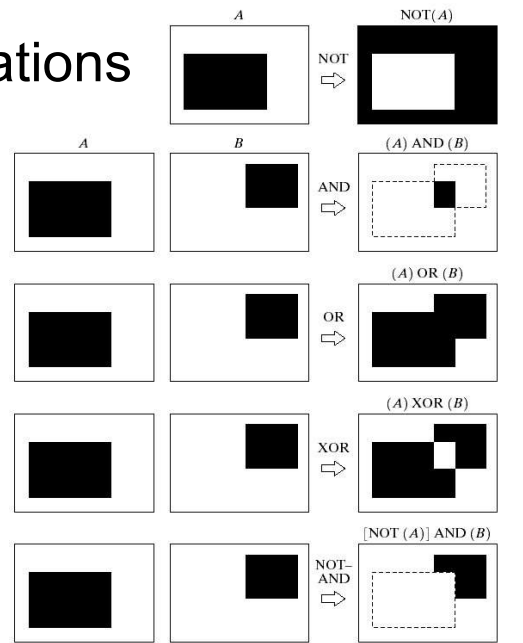 A NOT(A)
ations
NOT
A B (A) AND (B)
AND
(A) OR (B)
OR
(A) XOR (B)
XOR
[NOT (A)] AND (B)
NOT–
AND